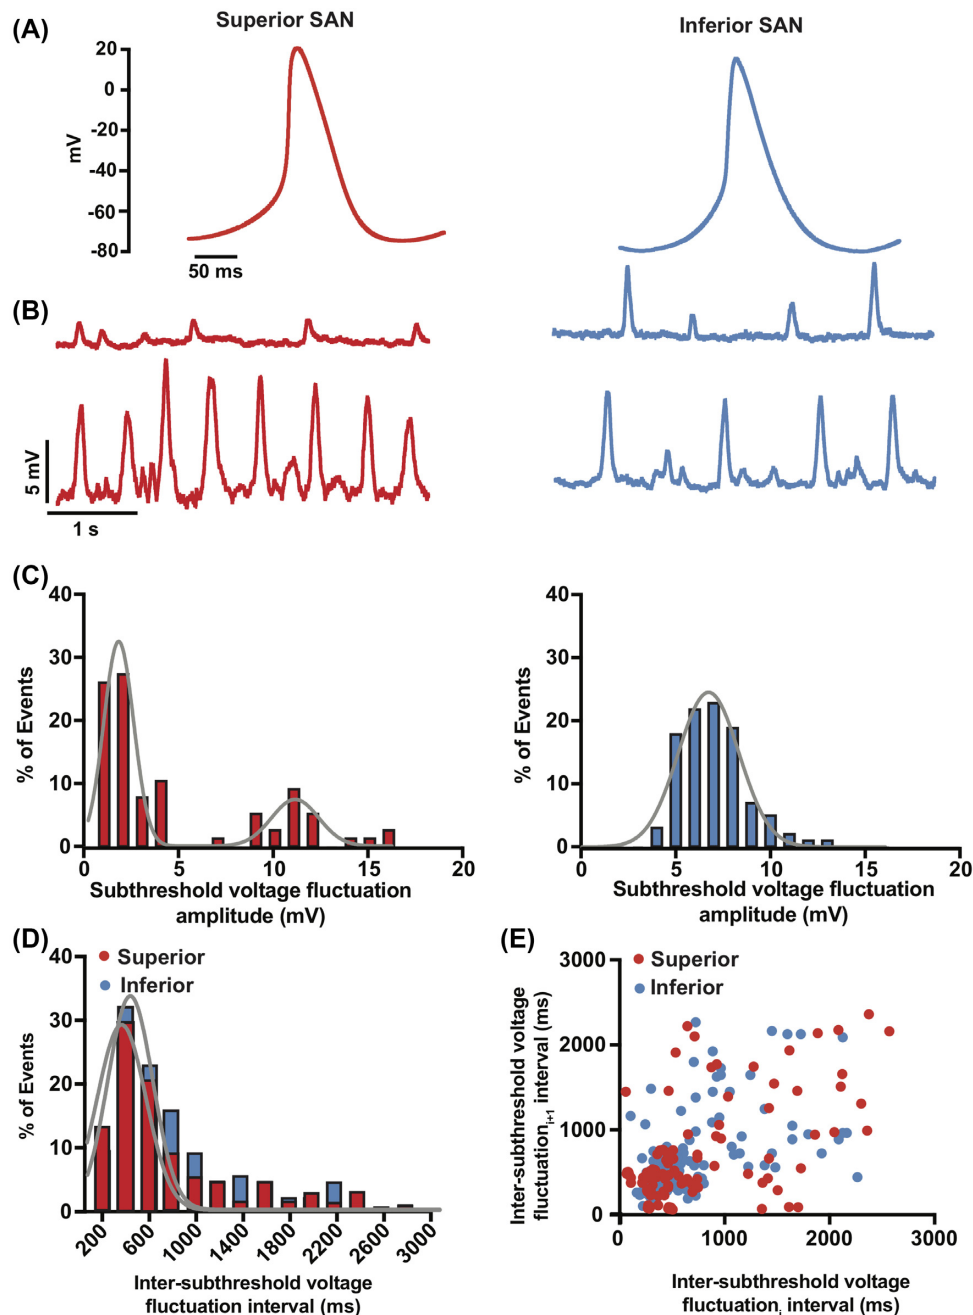 (A)
Superior SAN
Inferior SAN
20
0
-20
-40
-60
-80
mV
50 ms
(B)
5 mV
1 s
(C)
40
30
20
10
0
% of Events
0 5 10 15 20
Subthreshold voltage fluctuation
amplitude (mV)
40
30
20
10
0
% of Events
0 5 10 15 20
Subthreshold voltage fluctuation
amplitude (mV)
(D)
Superior
Inferior
40
30
20
10
0
% of Events
200 600 1000 1400 1800 2200 2600 3000
Inter-subthreshold voltage
fluctuation interval (ms)
(E)
Superior
Inferior
3000
2000
1000
0
Inter-subthreshold voltage
fluctuation i+1 interval (ms)
0 1000 2000 3000
Inter-subthreshold voltage
fluctuation i interval (ms)